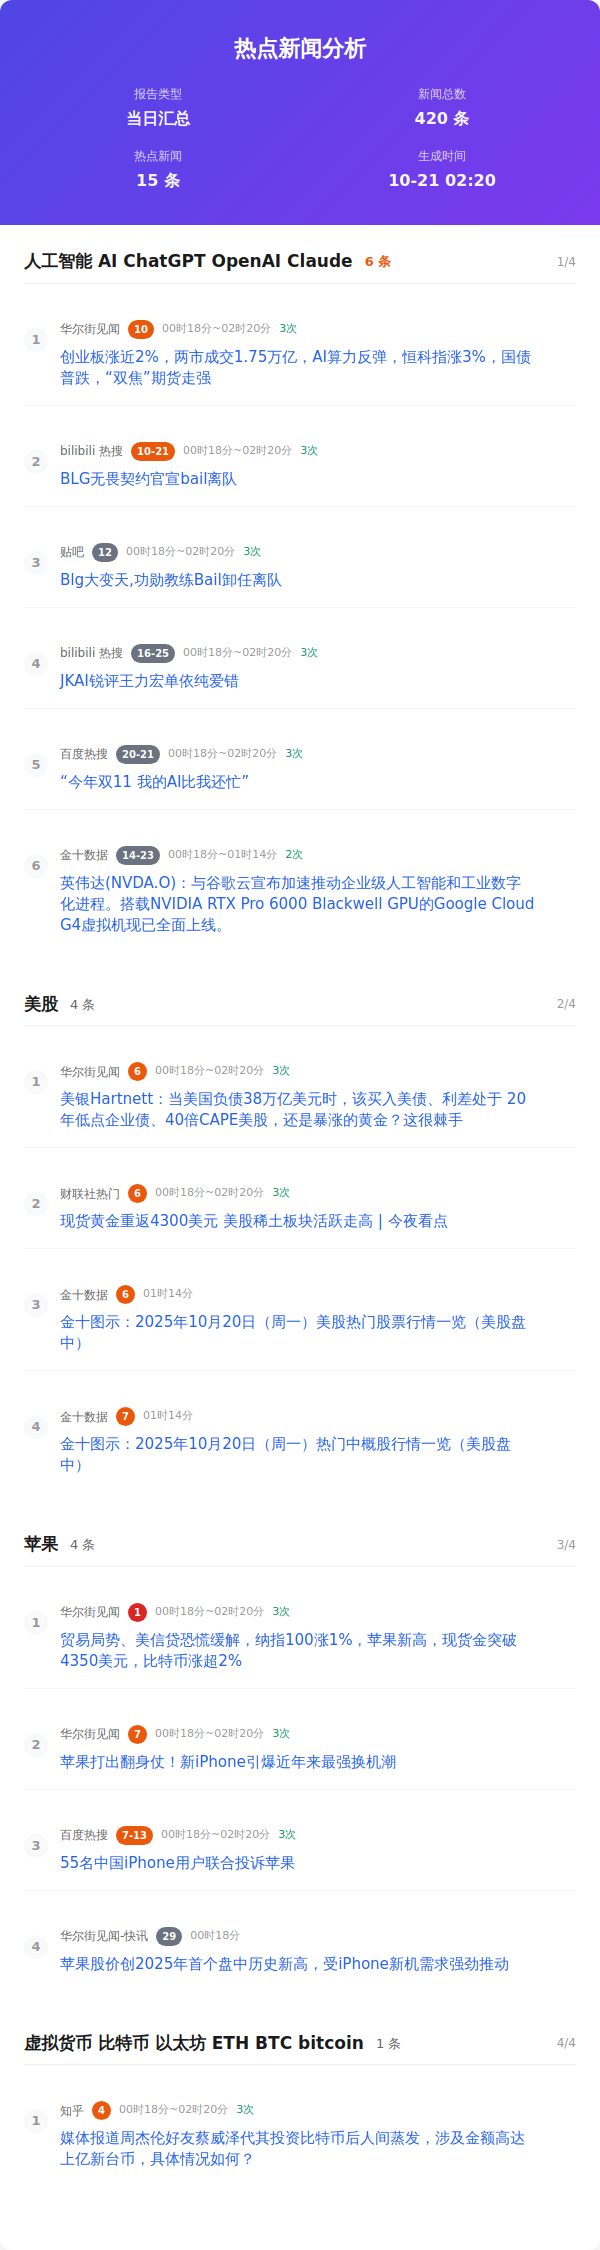 热点新闻分析
报告类型
当日汇总
新闻总数
420 条
热点新闻
15 条
生成时间
10-21 02:20
人工智能 AI ChatGPT OpenAI Claude 6 条 1/4
1
华尔街见闻 10 00时18分~02时20分 3次
创业板涨近2%，两市成交1.75万亿，AI算力反弹，恒科指涨3%，国债
普跌，“双焦”期货走强
2
bilibili 热搜 10-21 00时18分~02时20分 3次
BLG无畏契约官宣bail离队
3
贴吧 12 00时18分~02时20分 3次
Blg大变天,功勋教练Bail卸任离队
4
bilibili 热搜 16-25 00时18分~02时20分 3次
JKAI锐评王力宏单依纯爱错
5
百度热搜 20-21 00时18分~02时20分 3次
“今年双11 我的AI比我还忙”
6
金十数据 14-23 00时18分~01时14分 2次
英伟达(NVDA.O)：与谷歌云宣布加速推动企业级人工智能和工业数字
化进程。搭载NVIDIA RTX Pro 6000 Blackwell GPU的Google Cloud
G4虚拟机现已全面上线。
美股 4 条 2/4
1
华尔街见闻 6 00时18分~02时20分 3次
美银Hartnett：当美国负债38万亿美元时，该买入美债、利差处于 20
年低点企业债、40倍CAPE美股，还是暴涨的黄金？这很棘手
2
财联社热门 6 00时18分~02时20分 3次
现货黄金重返4300美元 美股稀土板块活跃走高 | 今夜看点
3
金十数据 6 01时14分
金十图示：2025年10月20日（周一）美股热门股票行情一览（美股盘
中）
4
金十数据 7 01时14分
金十图示：2025年10月20日（周一）热门中概股行情一览（美股盘
中）
苹果 4 条 3/4
1
华尔街见闻 1 00时18分~02时20分 3次
贸易局势、美信贷恐慌缓解，纳指100涨1%，苹果新高，现货金突破
4350美元，比特币涨超2%
2
华尔街见闻 7 00时18分~02时20分 3次
苹果打出翻身仗！新iPhone引爆近年来最强换机潮
3
百度热搜 7-13 00时18分~02时20分 3次
55名中国iPhone用户联合投诉苹果
4
华尔街见闻-快讯 29 00时18分
苹果股价创2025年首个盘中历史新高，受iPhone新机需求强劲推动
虚拟货币 比特币 以太坊 ETH BTC bitcoin 1 条 4/4
1
知乎 4 00时18分~02时20分 3次
媒体报道周杰伦好友蔡威泽代其投资比特币后人间蒸发，涉及金额高达
上亿新台币，具体情况如何？